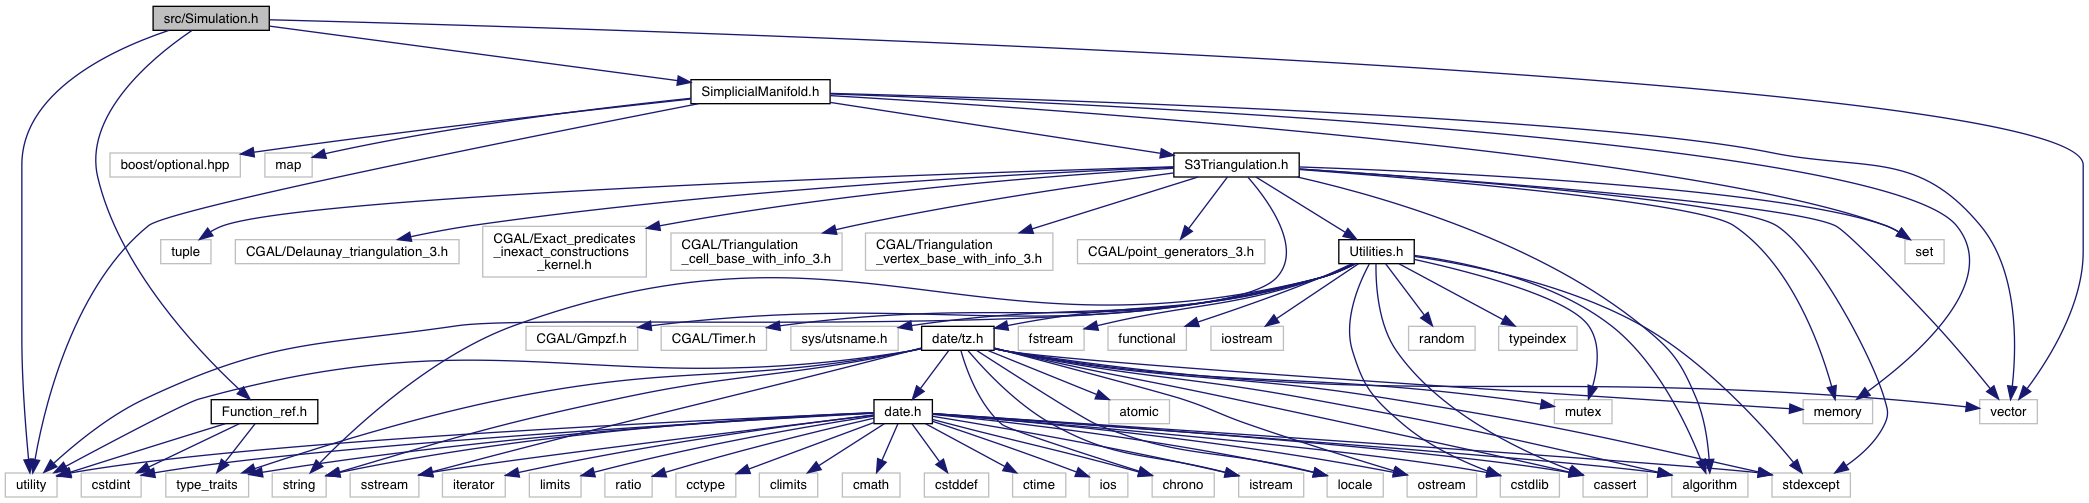 src/Simulation.h
SimplicialManifold.h
boost/optional.hpp
map
S3Triangulation.h
tuple
CGAL/Delaunay_triangulation_3.h
CGAL/Exact_predicates
_inexact_constructions
_kernel.h
CGAL/Triangulation
_cell_base_with_info_3.h
CGAL/Triangulation
_vertex_base_with_info_3.h
CGAL/point_generators_3.h
Utilities.h
set
CGAL/Gmpzf.h
CGAL/Timer.h
sys/utsname.h
date/tz.h
fstream
functional
iostream
random
typeindex
Function_ref.h
date.h
atomic
mutex
memory
vector
utility
cstdint
type_traits
string
sstream
iterator
limits
ratio
cctype
climits
cmath
cstddef
ctime
ios
chrono
istream
locale
ostream
cstdlib
cassert
algorithm
stdexcept